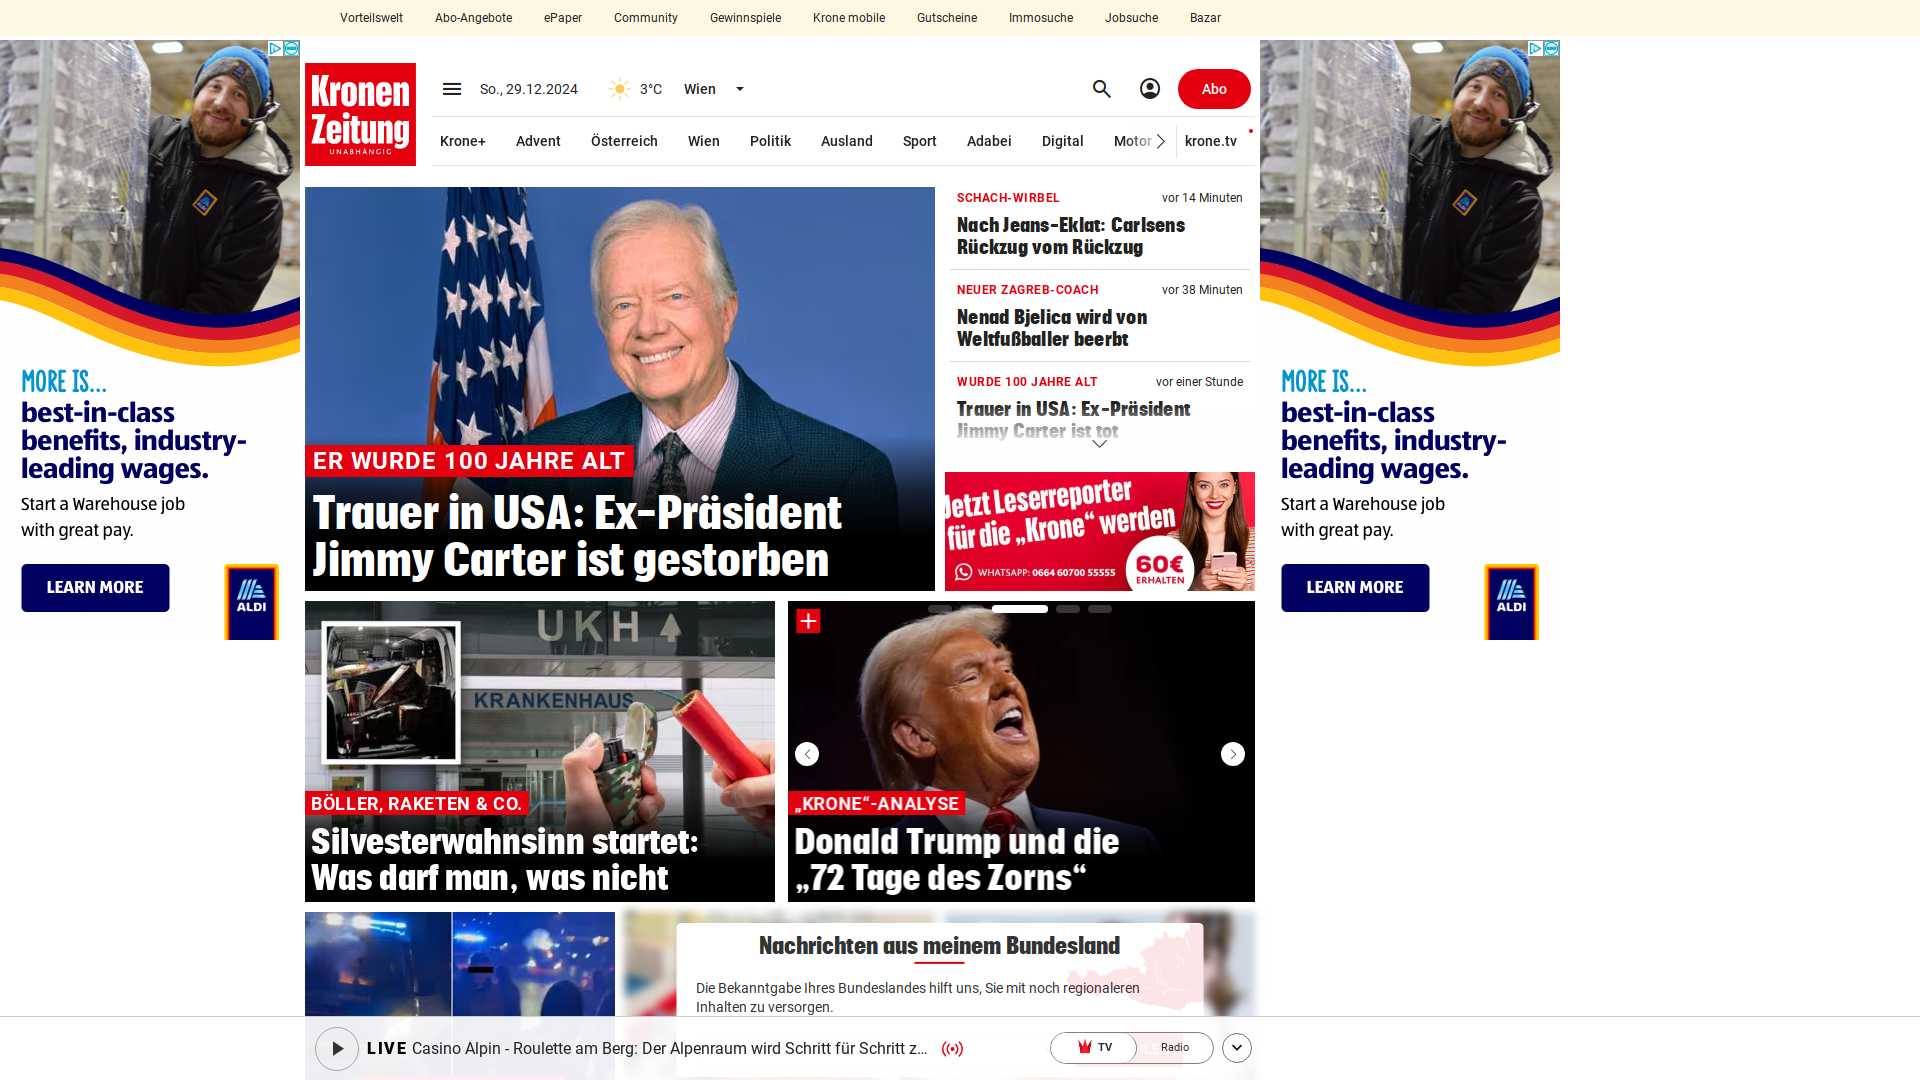 Vorteilswelt
Abo-Angebote
ePaper
Community
Gewinnspiele
Krone mobile
Gutscheine
Immosuche
Jobsuche
Bazar
Kronen
Zeitung
UNABHÄNGIG
So., 29.12.2024
3°C
Wien
Abo
Krone+
Advent
Österreich
Wien
Politik
Ausland
Sport
Adabei
Digital
Motor
krone.tv
MORE IS...
best-in-class
benefits, industry-
leading wages.
Start a Warehouse job
with great pay.
LEARN MORE
ALDI
ER WURDE 100 JAHRE ALT
Trauer in USA: Ex-Präsident
Jimmy Carter ist gestorben
SCHACH-WIRBEL
vor 14 Minuten
Nach Jeans-Eklat: Carlsens
Rückzug vom Rückzug
NEUER ZAGREB-COACH
vor 38 Minuten
Nenad Bjelica wird von
Weltfußballer beerbt
WURDE 100 JAHRE ALT
vor einer Stunde
Trauer in USA: Ex-Präsident
Jimmy Carter ist tot
Jetzt Leserreporter
für die „Krone“ werden
WHATSAPP: 0664 60700 55555
60€
ERHALTEN
MORE IS...
best-in-class
benefits, industry-
leading wages.
Start a Warehouse job
with great pay.
LEARN MORE
ALDI
UKH
KRANKENHAUS
BÖLLER, RAKETEN & CO.
Silvesterwahnsinn startet:
Was darf man, was nicht
„KRONE“-ANALYSE
Donald Trump und die
„72 Tage des Zorns“
Nachrichten aus meinem Bundesland
Die Bekanntgabe Ihres Bundeslandes hilft uns, Sie mit noch regionaleren
Inhalten zu versorgen.
LIVE Casino Alpin - Roulette am Berg: Der Alpenraum wird Schritt für Schritt z...
TV
Radio